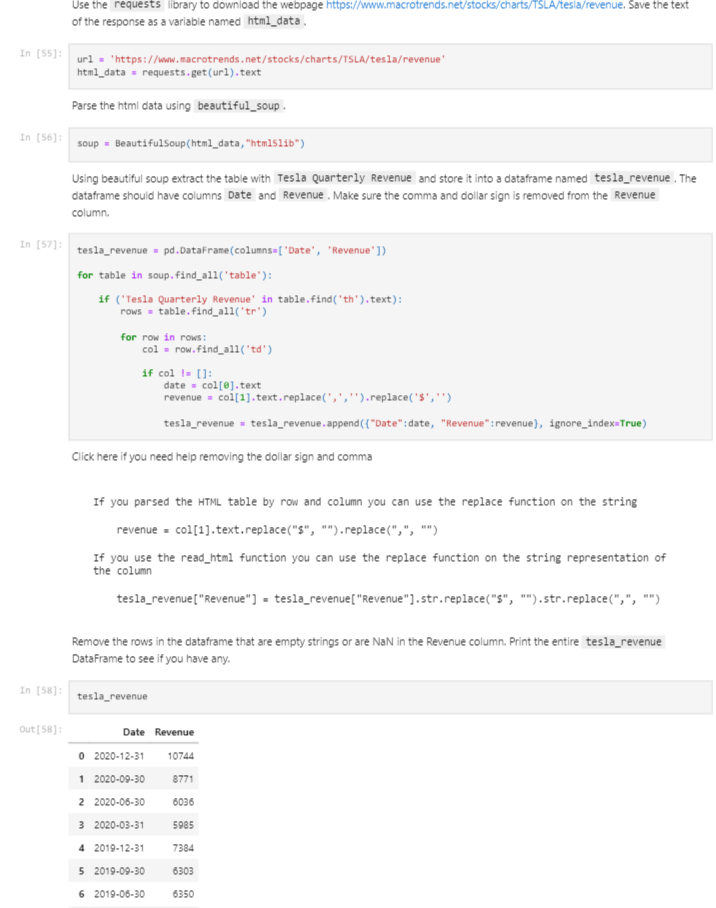 Use the requests library to download the webpage https://www.macrotrends.net/stocks/charts/TSLA/tesla/revenue. Save the text
of the response as a variable named html_data.
In [55]:
url = 'https://www.macrotrends.net/stocks/charts/TSLA/tesla/revenue'
html_data = requests.get(url).text
Parse the html data using beautiful_soup.
In [56]:
soup = BeautifulSoup(html_data,"html5lib")
Using beautiful soup extract the table with Tesla Quarterly Revenue and store it into a dataframe named tesla_revenue. The
dataframe should have columns Date and Revenue. Make sure the comma and dollar sign is removed from the Revenue
column.
In [57]:
tesla_revenue = pd.DataFrame(columns=['Date', 'Revenue'])
for table in soup.find_all('table'):
if ('Tesla Quarterly Revenue' in table.find('th').text):
rows = table.find_all('tr')
for row in rows:
col = row.find_all('td')
if col != []:
date = col[0].text
revenue = col[1].text.replace(',','').replace('$','')
tesla_revenue = tesla_revenue.append({"Date":date, "Revenue":revenue}, ignore_index=True)
Click here if you need help removing the dollar sign and comma
If you parsed the HTML table by row and column you can use the replace function on the string
revenue = col[1].text.replace("$", "").replace(",", "")
If you use the read_html function you can use the replace function on the string representation of
the column
tesla_revenue["Revenue"] = tesla_revenue["Revenue"].str.replace("$", "").str.replace(",", "")
Remove the rows in the dataframe that are empty strings or are NaN in the Revenue column. Print the entire tesla_revenue
DataFrame to see if you have any.
In [58]:
tesla_revenue
Out[58]:
Date Revenue
0 2020-12-31 10744
1 2020-09-30 8771
2 2020-06-30 6036
3 2020-03-31 5985
4 2019-12-31 7384
5 2019-09-30 6303
6 2019-06-30 6350